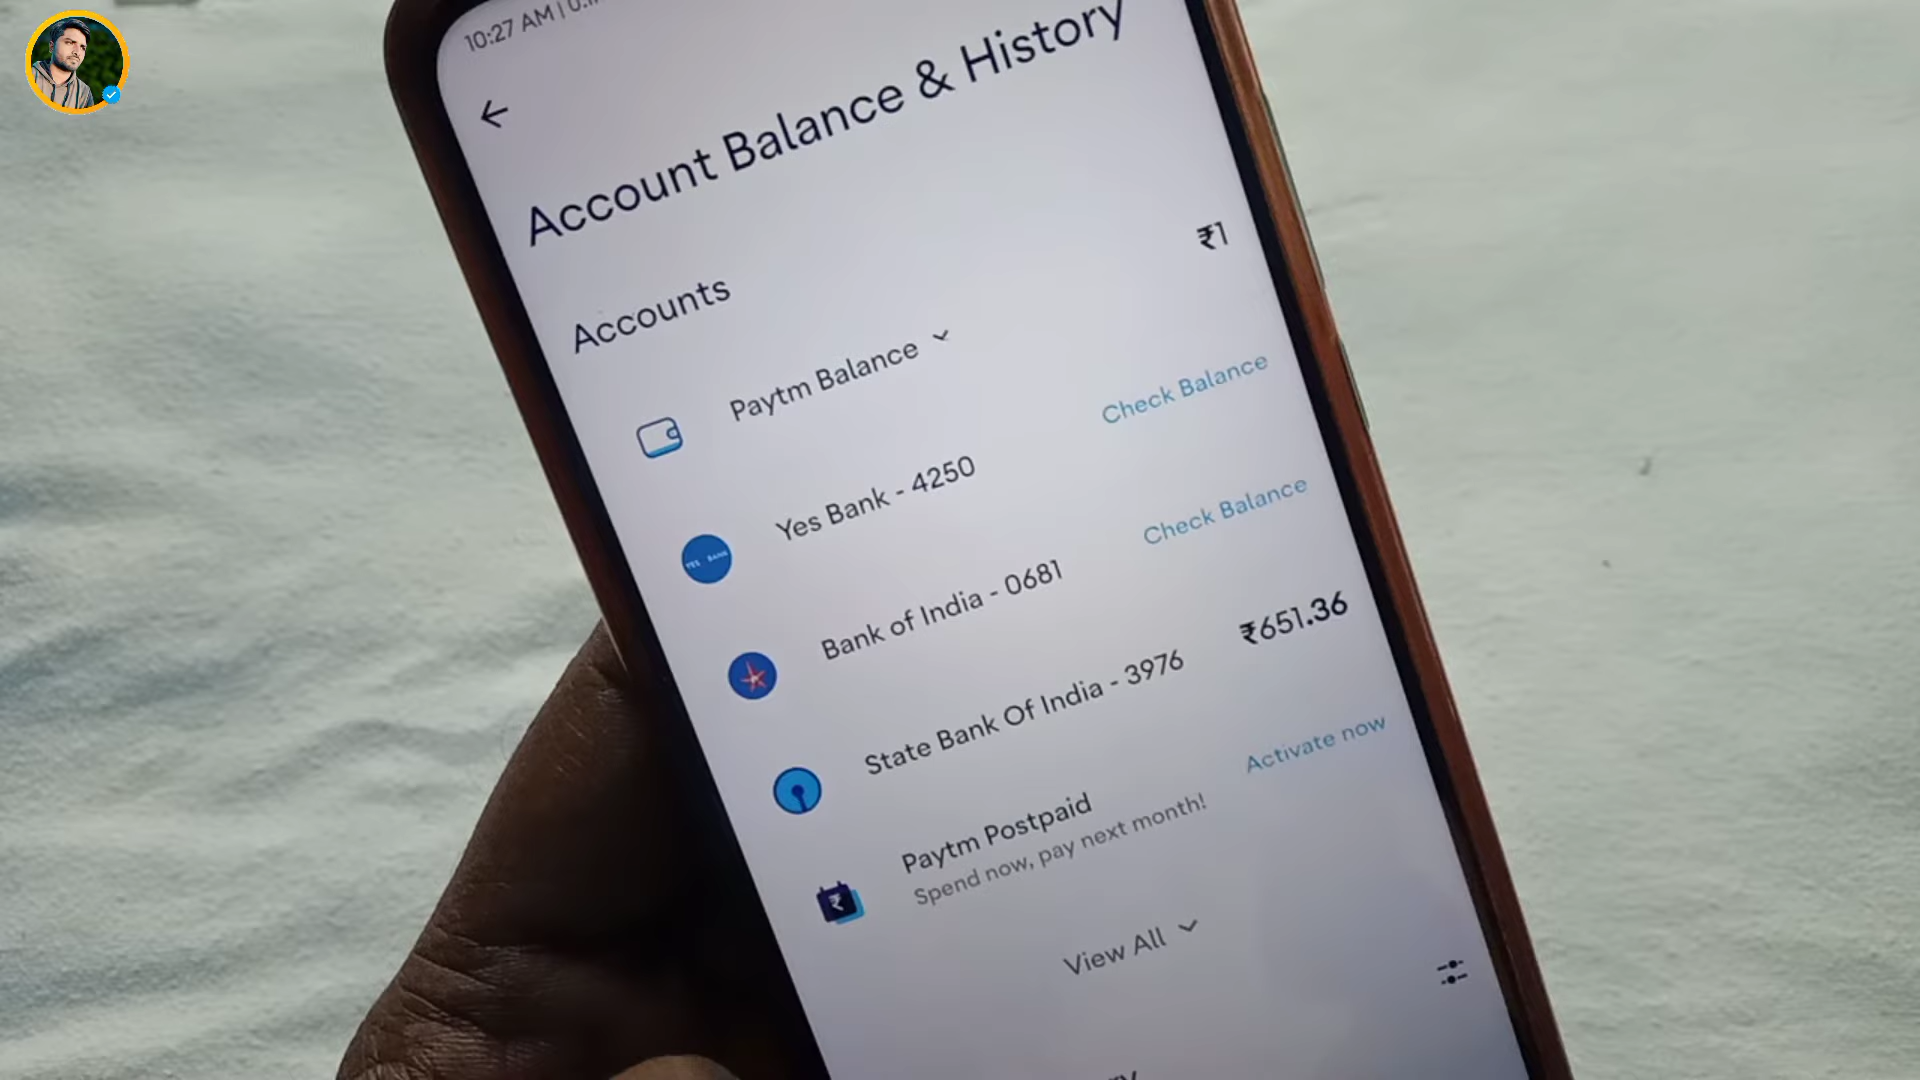 10:27 AM |
Account Balance & History
Accounts
Paytm Balance
₹1
Yes Bank - 4250
Check Balance
YES BANK
Bank of India - 0681
Check Balance
State Bank Of India - 3976
₹651.36
Paytm Postpaid
Activate now
Spend now, pay next month!
View All